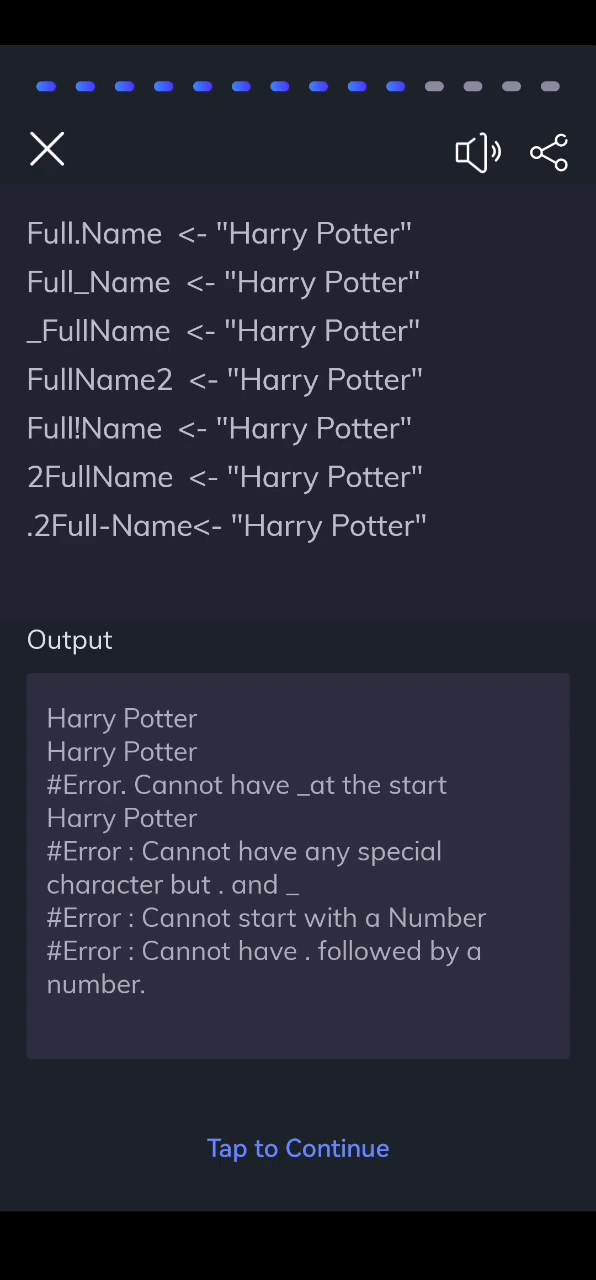 Full.Name  <- "Harry Potter"
Full_Name  <- "Harry Potter"
_FullName  <- "Harry Potter"
FullName2  <- "Harry Potter"
Full!Name  <- "Harry Potter"
2FullName  <- "Harry Potter"
.2Full-Name<- "Harry Potter"
Output
Harry Potter
Harry Potter
#Error. Cannot have _at the start
Harry Potter
#Error : Cannot have any special
character but . and _
#Error : Cannot start with a Number
#Error : Cannot have . followed by a
number.
Tap to Continue